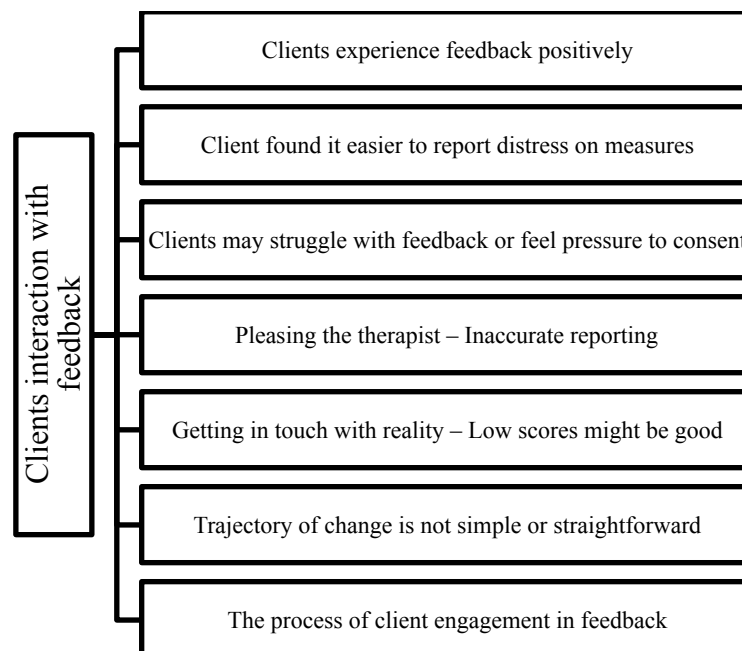 Clients interaction with
feedback
Clients experience feedback positively
Client found it easier to report distress on measures
Clients may struggle with feedback or feel pressure to consent
Pleasing the therapist – Inaccurate reporting
Getting in touch with reality – Low scores might be good
Trajectory of change is not simple or straightforward
The process of client engagement in feedback